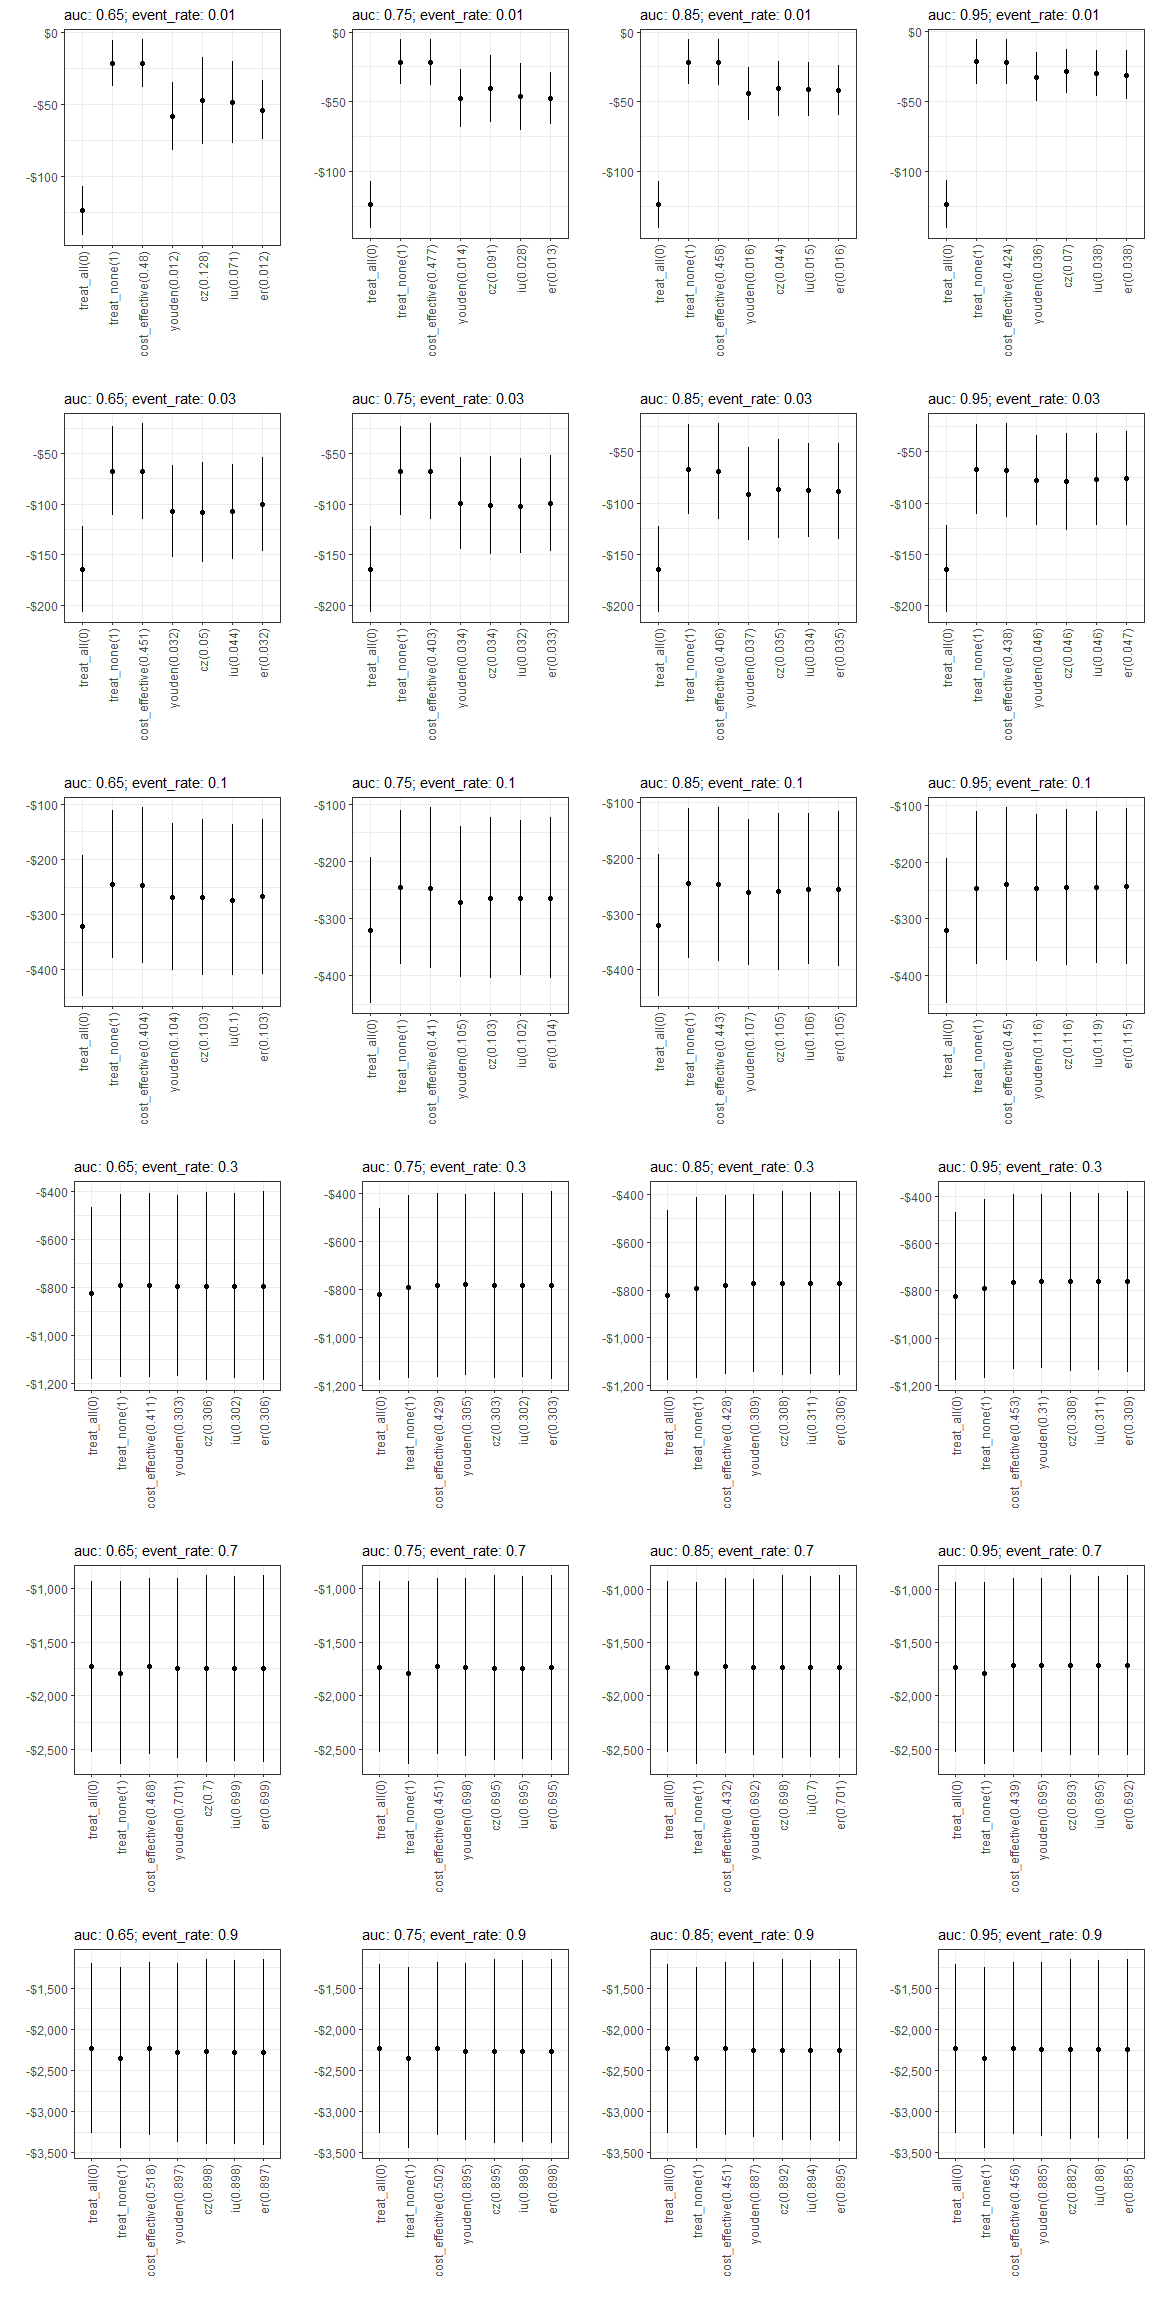 auc: 0.65; event_rate: 0.01
$0
-$50
-$100
treat_all(0)
treat_none(1)
cost_effective(0.48)
youden(0.012)
cz(0.128)
iu(0.071)
er(0.012)
auc: 0.75; event_rate: 0.01
$0
-$50
-$100
treat_all(0)
treat_none(1)
cost_effective(0.477)
youden(0.014)
cz(0.091)
iu(0.028)
er(0.013)
auc: 0.85; event_rate: 0.01
$0
-$50
-$100
treat_all(0)
treat_none(1)
cost_effective(0.458)
youden(0.016)
cz(0.044)
iu(0.015)
er(0.016)
auc: 0.95; event_rate: 0.01
$0
-$50
-$100
treat_all(0)
treat_none(1)
cost_effective(0.424)
youden(0.036)
cz(0.07)
iu(0.038)
er(0.038)
auc: 0.65; event_rate: 0.03
-$50
-$100
-$150
-$200
treat_all(0)
treat_none(1)
cost_effective(0.451)
youden(0.032)
cz(0.05)
iu(0.044)
er(0.032)
auc: 0.75; event_rate: 0.03
-$50
-$100
-$150
-$200
treat_all(0)
treat_none(1)
cost_effective(0.403)
youden(0.034)
cz(0.034)
iu(0.032)
er(0.033)
auc: 0.85; event_rate: 0.03
-$50
-$100
-$150
-$200
treat_all(0)
treat_none(1)
cost_effective(0.406)
youden(0.037)
cz(0.035)
iu(0.034)
er(0.035)
auc: 0.95; event_rate: 0.03
-$50
-$100
-$150
-$200
treat_all(0)
treat_none(1)
cost_effective(0.438)
youden(0.046)
cz(0.046)
iu(0.046)
er(0.047)
auc: 0.65; event_rate: 0.1
-$100
-$200
-$300
-$400
treat_all(0)
treat_none(1)
cost_effective(0.404)
youden(0.104)
cz(0.103)
iu(0.1)
er(0.103)
auc: 0.75; event_rate: 0.1
-$100
-$200
-$300
-$400
treat_all(0)
treat_none(1)
cost_effective(0.41)
youden(0.105)
cz(0.103)
iu(0.102)
er(0.104)
auc: 0.85; event_rate: 0.1
-$100
-$200
-$300
-$400
treat_all(0)
treat_none(1)
cost_effective(0.443)
youden(0.107)
cz(0.105)
iu(0.106)
er(0.105)
auc: 0.95; event_rate: 0.1
-$100
-$200
-$300
-$400
treat_all(0)
treat_none(1)
cost_effective(0.45)
youden(0.116)
cz(0.116)
iu(0.119)
er(0.115)
auc: 0.65; event_rate: 0.3
-$400
-$600
-$800
-$1,000
-$1,200
treat_all(0)
treat_none(1)
cost_effective(0.411)
youden(0.303)
cz(0.306)
iu(0.302)
er(0.306)
auc: 0.75; event_rate: 0.3
-$400
-$600
-$800
-$1,000
-$1,200
treat_all(0)
treat_none(1)
cost_effective(0.429)
youden(0.305)
cz(0.303)
iu(0.302)
er(0.303)
auc: 0.85; event_rate: 0.3
-$400
-$600
-$800
-$1,000
-$1,200
treat_all(0)
treat_none(1)
cost_effective(0.428)
youden(0.309)
cz(0.308)
iu(0.311)
er(0.306)
auc: 0.95; event_rate: 0.3
-$400
-$600
-$800
-$1,000
-$1,200
treat_all(0)
treat_none(1)
cost_effective(0.453)
youden(0.31)
cz(0.308)
iu(0.311)
er(0.309)
auc: 0.65; event_rate: 0.7
-$1,000
-$1,500
-$2,000
-$2,500
treat_all(0)
treat_none(1)
cost_effective(0.468)
youden(0.701)
cz(0.7)
iu(0.699)
er(0.699)
auc: 0.75; event_rate: 0.7
-$1,000
-$1,500
-$2,000
-$2,500
treat_all(0)
treat_none(1)
cost_effective(0.451)
youden(0.698)
cz(0.695)
iu(0.695)
er(0.695)
auc: 0.85; event_rate: 0.7
-$1,000
-$1,500
-$2,000
-$2,500
treat_all(0)
treat_none(1)
cost_effective(0.432)
youden(0.692)
cz(0.698)
iu(0.7)
er(0.701)
auc: 0.95; event_rate: 0.7
-$1,000
-$1,500
-$2,000
-$2,500
treat_all(0)
treat_none(1)
cost_effective(0.439)
youden(0.695)
cz(0.693)
iu(0.695)
er(0.692)
auc: 0.65; event_rate: 0.9
-$1,500
-$2,000
-$2,500
-$3,000
-$3,500
treat_all(0)
treat_none(1)
cost_effective(0.518)
youden(0.897)
cz(0.898)
iu(0.898)
er(0.897)
auc: 0.75; event_rate: 0.9
-$1,500
-$2,000
-$2,500
-$3,000
-$3,500
treat_all(0)
treat_none(1)
cost_effective(0.502)
youden(0.895)
cz(0.895)
iu(0.898)
er(0.898)
auc: 0.85; event_rate: 0.9
-$1,500
-$2,000
-$2,500
-$3,000
-$3,500
treat_all(0)
treat_none(1)
cost_effective(0.451)
youden(0.887)
cz(0.892)
iu(0.894)
er(0.895)
auc: 0.95; event_rate: 0.9
-$1,500
-$2,000
-$2,500
-$3,000
-$3,500
treat_all(0)
treat_none(1)
cost_effective(0.456)
youden(0.885)
cz(0.882)
iu(0.88)
er(0.885)